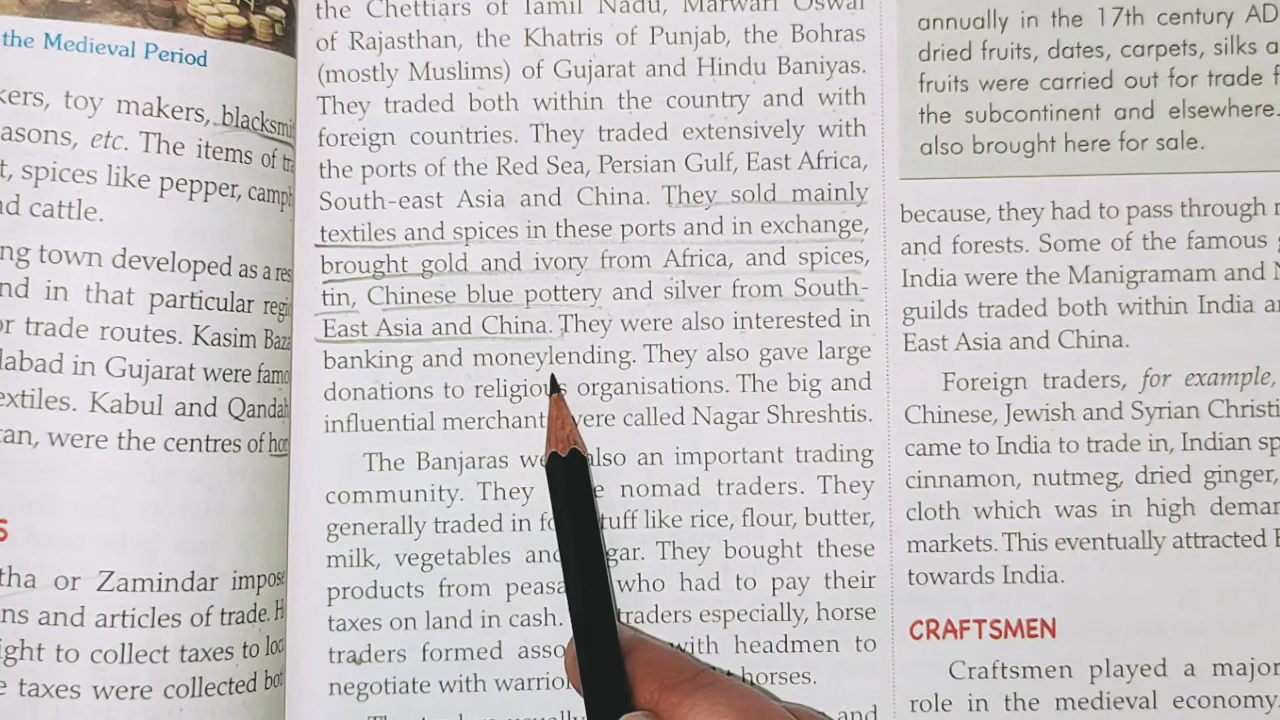 the Medieval Period
kers, toy makers, blacksmi
asons, etc. The items of tra
t, spices like pepper, camph
nd cattle.
ng town developed as a res
nd in that particular regi
or trade routes. Kasim Baza
labad in Gujarat were famo
extiles. Kabul and Qandah
tan, were the centres of hor
S
tha or Zamindar impose
ns and articles of trade. H
ight to collect taxes to loc
e taxes were collected bot
the Chettiars of Tamil Nadu, Marwari Oswal
of Rajasthan, the Khatris of Punjab, the Bohras
(mostly Muslims) of Gujarat and Hindu Baniyas.
They traded both within the country and with
foreign countries. They traded extensively with
the ports of the Red Sea, Persian Gulf, East Africa,
South-east Asia and China. They sold mainly
textiles and spices in these ports and in exchange,
brought gold and ivory from Africa, and spices,
tin, Chinese blue pottery and silver from South-
East Asia and China. They were also interested in
banking and moneylending. They also gave large
donations to religious organisations. The big and
influential merchant were called Nagar Shreshtis.
The Banjaras also an important trading
community. They nomad traders. They
generally traded in like rice, flour, butter,
milk, vegetables and They bought these
products from who had to pay their
taxes on land in cash. traders especially, horse
traders formed with headmen to
negotiate with horses.
and
annually in the 17th century AD
dried fruits, dates, carpets, silks a
fruits were carried out for trade f
the subcontinent and elsewhere.
also brought here for sale.
because, they had to pass through
and forests. Some of the famous
India were the Manigramam and
guilds traded both within India a
East Asia and China.
Foreign traders, for example,
Chinese, Jewish and Syrian Christi
came to India to trade in, Indian sp
cinnamon, nutmeg, dried ginger,
cloth which was in high deman
markets. This eventually attracted E
towards India.
CRAFTSMEN
Craftsmen played a major
role in the medieval economy.